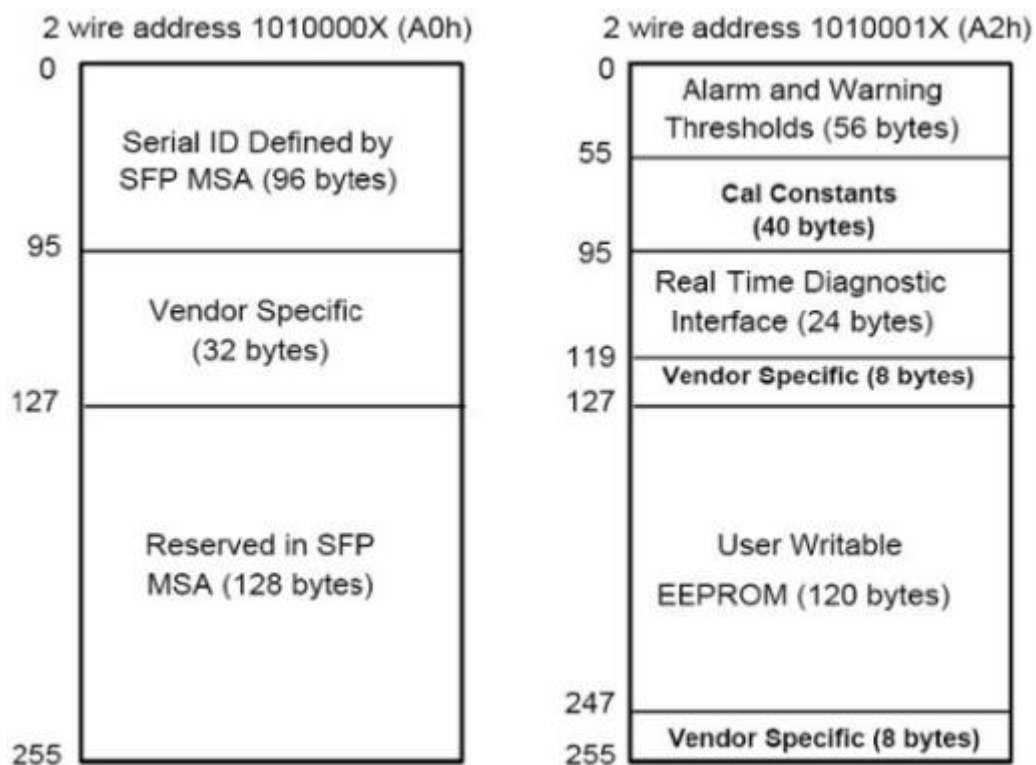 2 wire address 1010000X (A0h)
0
Serial ID Defined by
SFP MSA (96 bytes)
95
Vendor Specific
(32 bytes)
127
Reserved in SFP
MSA (128 bytes)
255
2 wire address 1010001X (A2h)
0
Alarm and Warning
Thresholds (56 bytes)
55
Cal Constants
(40 bytes)
95
Real Time Diagnostic
Interface (24 bytes)
119
Vendor Specific (8 bytes)
127
User Writable
EEPROM (120 bytes)
247
Vendor Specific (8 bytes)
255